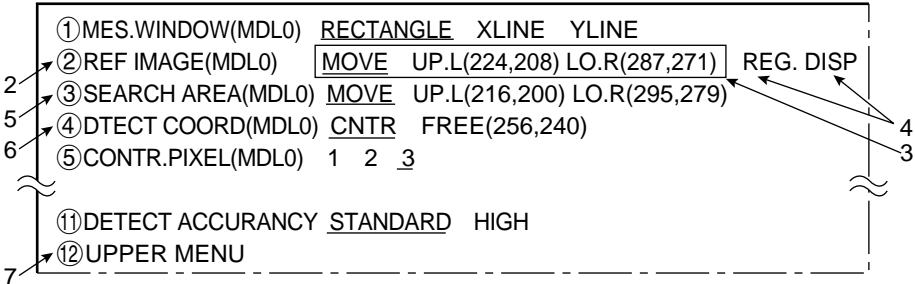 ①MES.WINDOW(MDL0) RECTANGLE XLINE YLINE
②REF IMAGE(MDL0) MOVE UP.L(224,208) LO.R(287,271) REG. DISP
2
③SEARCH AREA(MDL0) MOVE UP.L(216,200) LO.R(295,279)
5
4
④DTECT COORD(MDL0) CNTR FREE(256,240)
6
3
⑤CONTR.PIXEL(MDL0) 1 2 3
⑪DETECT ACCURANCY STANDARD HIGH
⑫UPPER MENU
7